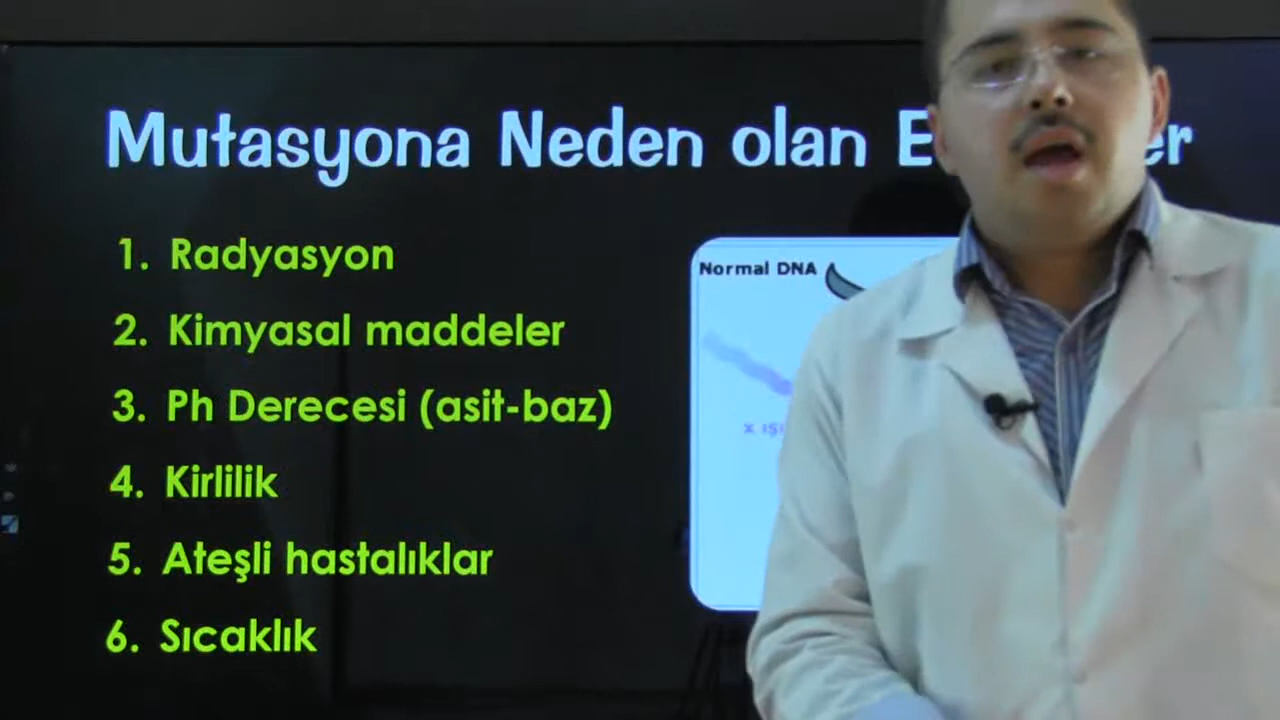 Mutasyona Neden olan
1. Radyasyon
2. Kimyasal maddeler
3. Ph Derecesi (asit-baz)
4. Kirlilik
5. Ateşli hastalıklar
6. Sıcaklık
Normal DNA